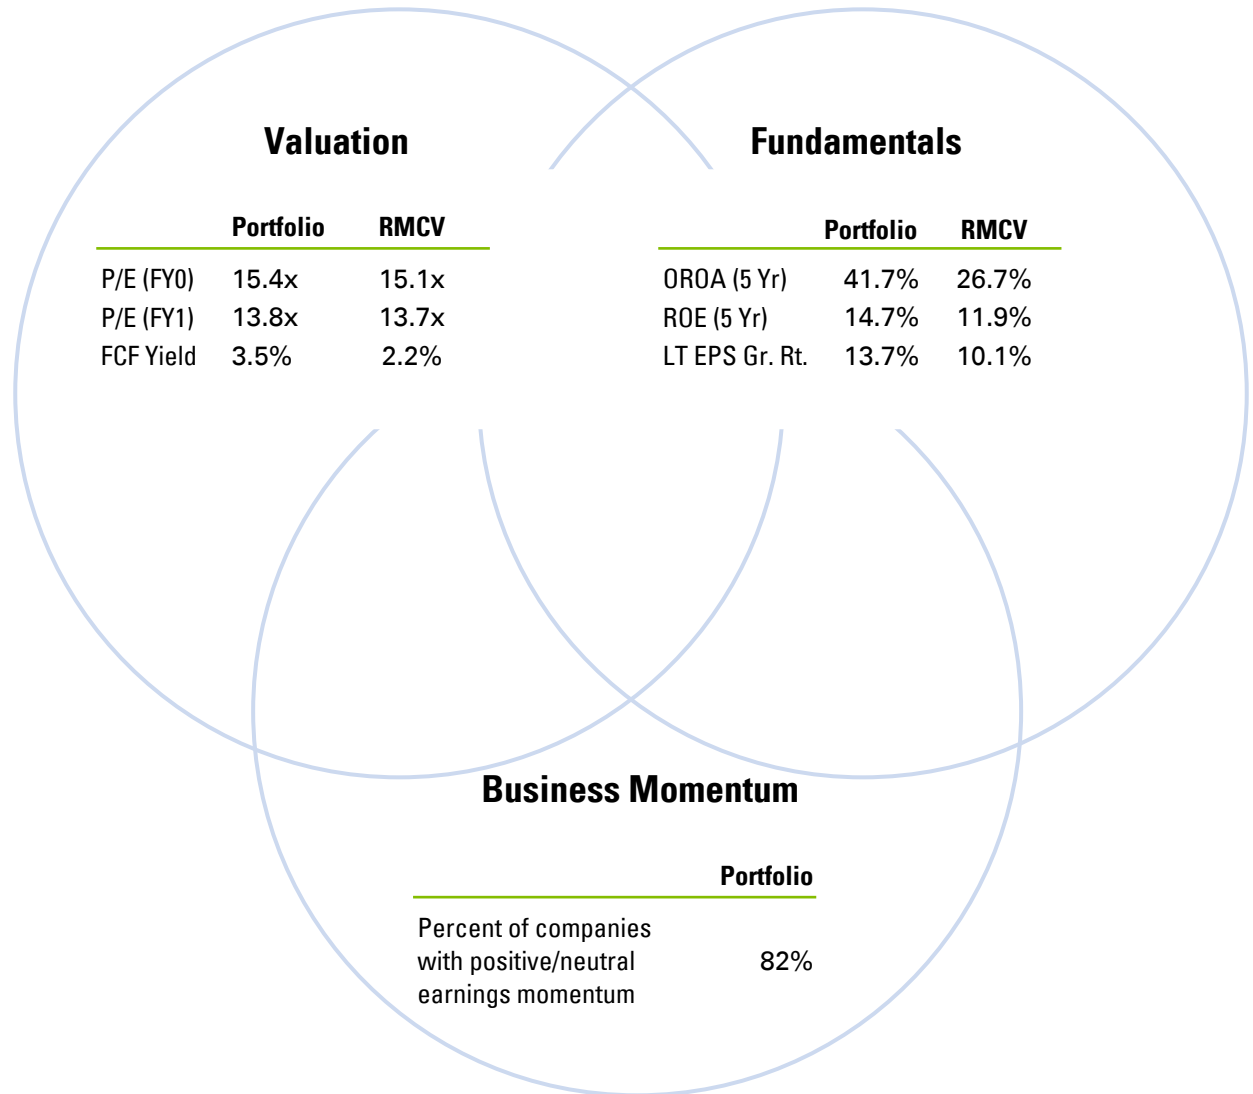 Valuation
Portfolio RMCV
P/E (FY0) 15.4x 15.1x
P/E (FY1) 13.8x 13.7x
FCF Yield 3.5% 2.2%
Fundamentals
Portfolio RMCV
OROA (5 Yr) 41.7% 26.7%
ROE (5 Yr) 14.7% 11.9%
LT EPS Gr. Rt. 13.7% 10.1%
Business Momentum
Portfolio
Percent of companies
with positive/neutral 82%
earnings momentum